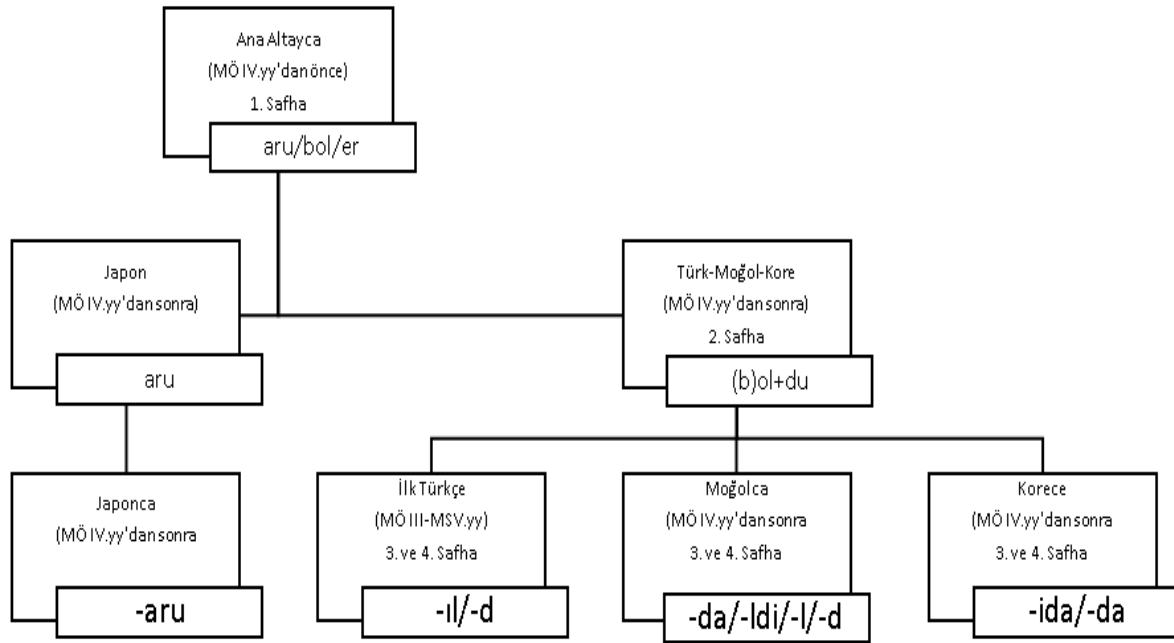 Ana Altayca
(MÖ IV.yy'dan önce)
1. Safha
aru/bol/er
Japon
(MÖ IV.yy'dan sonra)
aru
Türk-Moğol-Kore
(MÖ IV.yy'dan sonra)
2. Safha
(b)ol+du
Japonca
(MÖ IV.yy'dan sonra
-aru
İlk Türkçe
(MÖ III-MS V.yy)
3. ve 4. Safha
-ıl/-d
Moğolca
(MÖ IV.yy'dan sonra
3. ve 4. Safha
-da/-ldi/-l/-d
Korece
(MÖ IV.yy'dan sonra
3. ve 4. Safha
-ida/-da